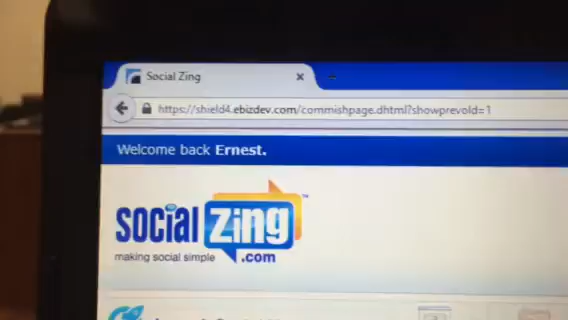 Social Zing
https://shield4.ebizdev.com/commishpage.dhtml?showprevold=1
Welcome back Ernest.
social Zing ™
making social simple .com